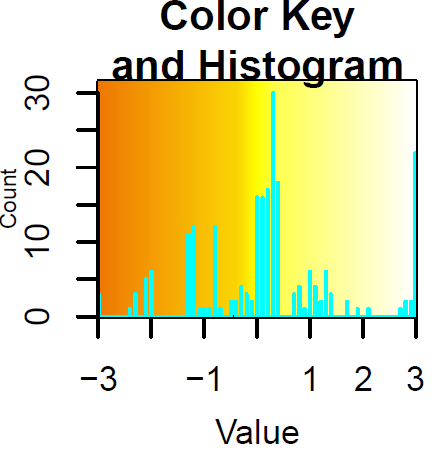 Color Key
and Histogram
Count
30
20
10
0
−3 −1 1 2 3
Value